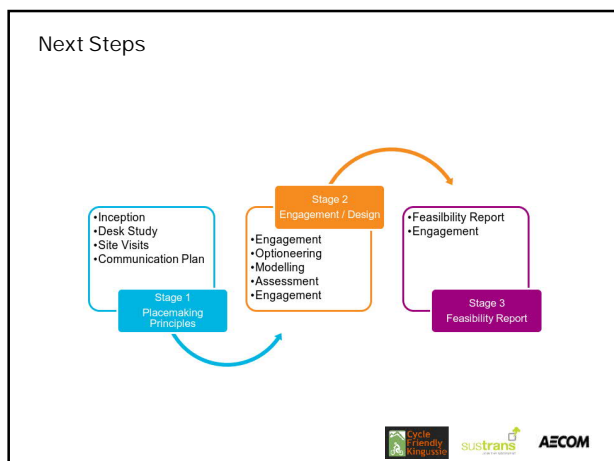 Next Steps
•Inception
•Desk Study
•Site Visits
•Communication Plan
Stage 1
Placemaking
Principles
Stage 2
Engagement / Design
•Engagement
•Optioneering
•Modelling
•Assessment
•Engagement
•Feasilbility Report
•Engagement
Stage 3
Feasibility Report
Cycle
Friendly
Kingussie
sustrans
AECOM